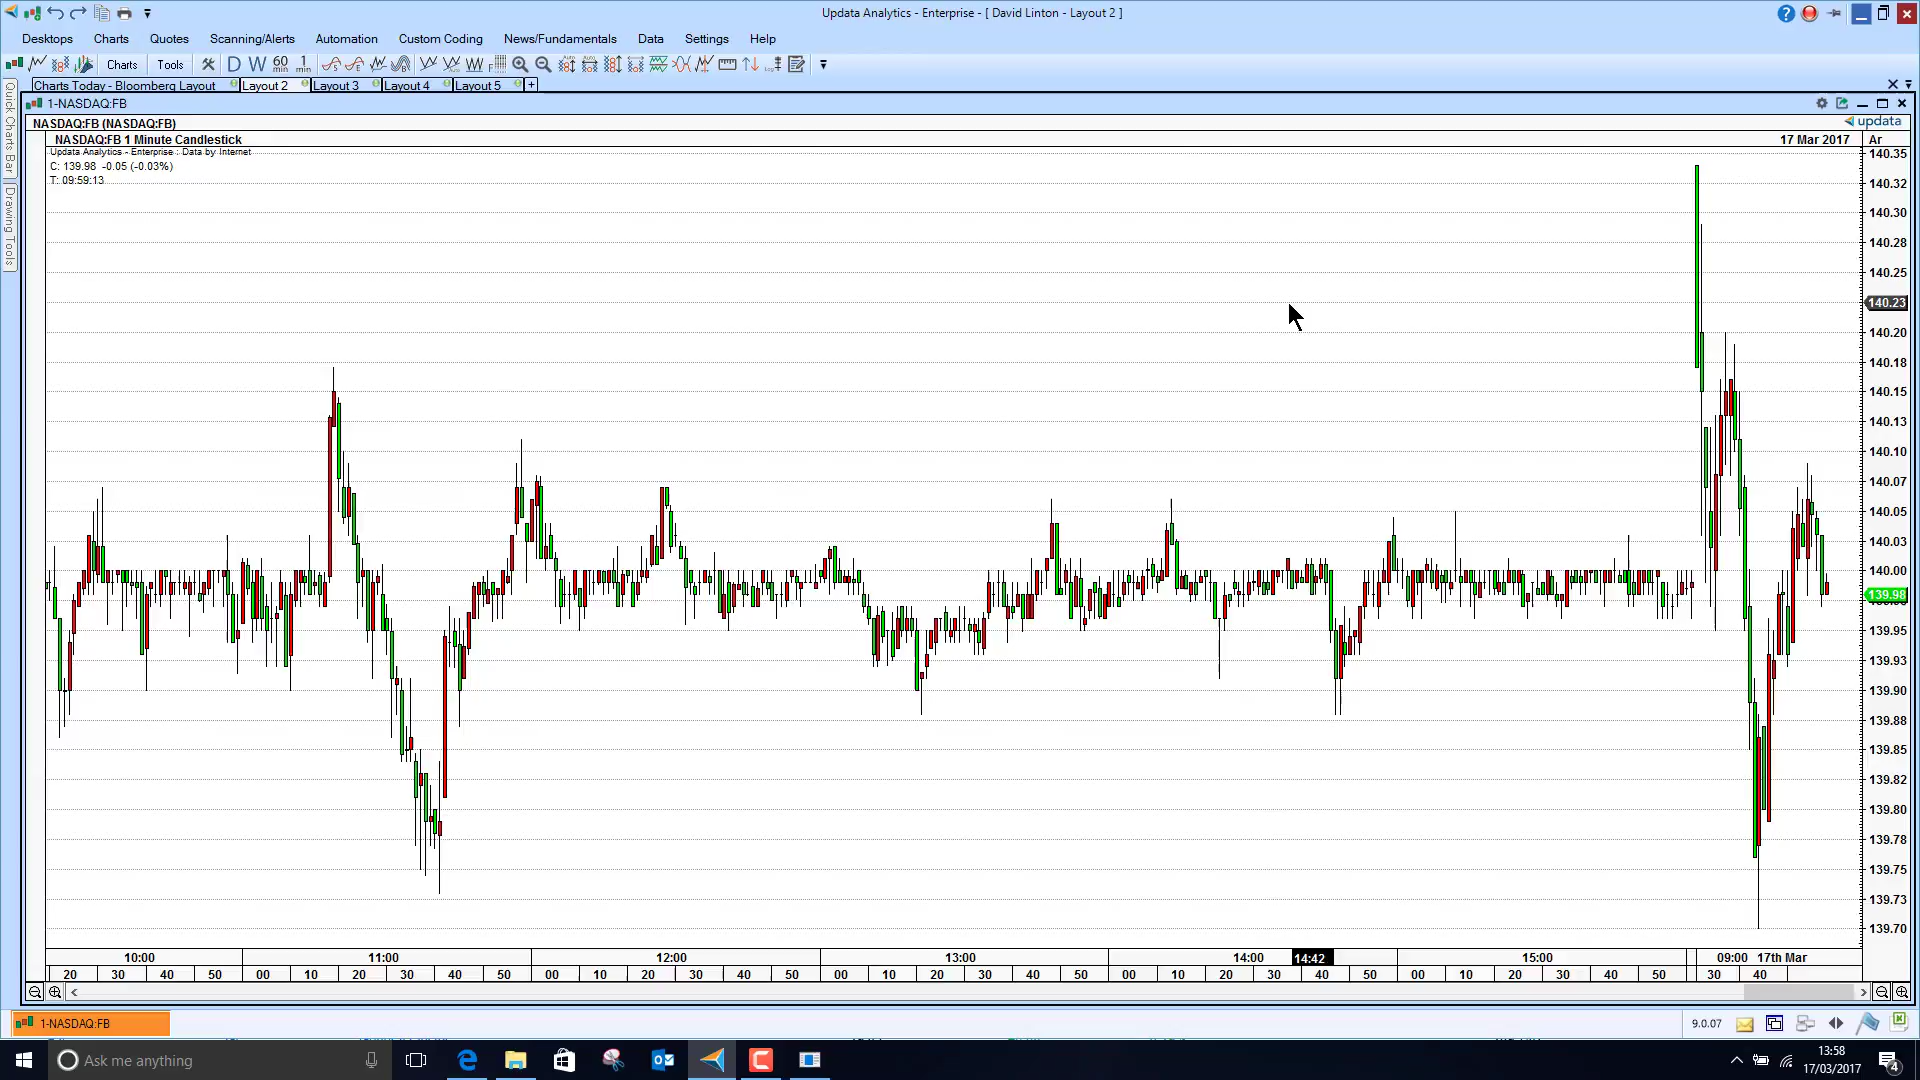 Updata Analytics - Enterprise - [ David Linton - Layout 2 ]
Desktops Charts Quotes Scanning/Alerts Automation Custom Coding News/Fundamentals Data Settings Help
Charts Tools D W 60 min 1 min
Charts Today - Bloomberg Layout Layout 2 Layout 3 Layout 4 Layout 5 +
Quick Charts Bar
Drawing Tools
1-NASDAQ:FB
NASDAQ:FB (NASDAQ:FB) updata
NASDAQ:FB 1 Minute Candlestick 17 Mar 2017 Ar
Updata Analytics - Enterprise : Data by Internet
C: 139.98 -0.05 (-0.03%)
T: 09:59:13
140.35
140.32
140.30
140.28
140.25
140.23
140.20
140.18
140.15
140.13
140.10
140.07
140.05
140.03
140.00
139.98
139.95
139.93
139.90
139.88
139.85
139.82
139.80
139.78
139.75
139.73
139.70
10:00 11:00 12:00 13:00 14:00 14:42 15:00 09:00 17th Mar
20 30 40 50 00 10 20 30 40 50 00 10 20 30 40 50 00 10 20 30 40 50 00 10 20 30 40 50 00 10 20 30 40 50 30 40
1-NASDAQ:FB 9.0.07
Ask me anything
13:58
17/03/2017
4